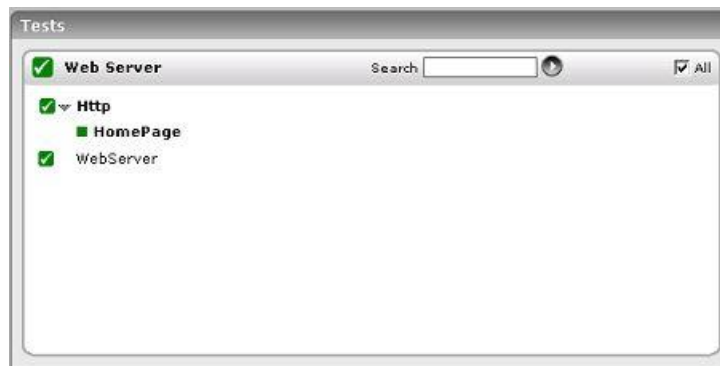 Tests
Web Server Search All
Http
HomePage
WebServer